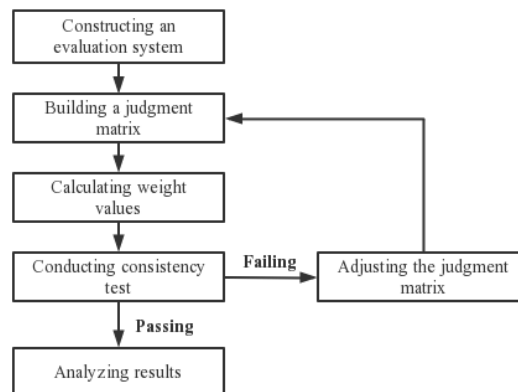 Constructing an
evaluation system
Building a judgment
matrix
Calculating weight
values
Conducting consistency
test
Failing
Adjusting the judgment
matrix
Passing
Analyzing results